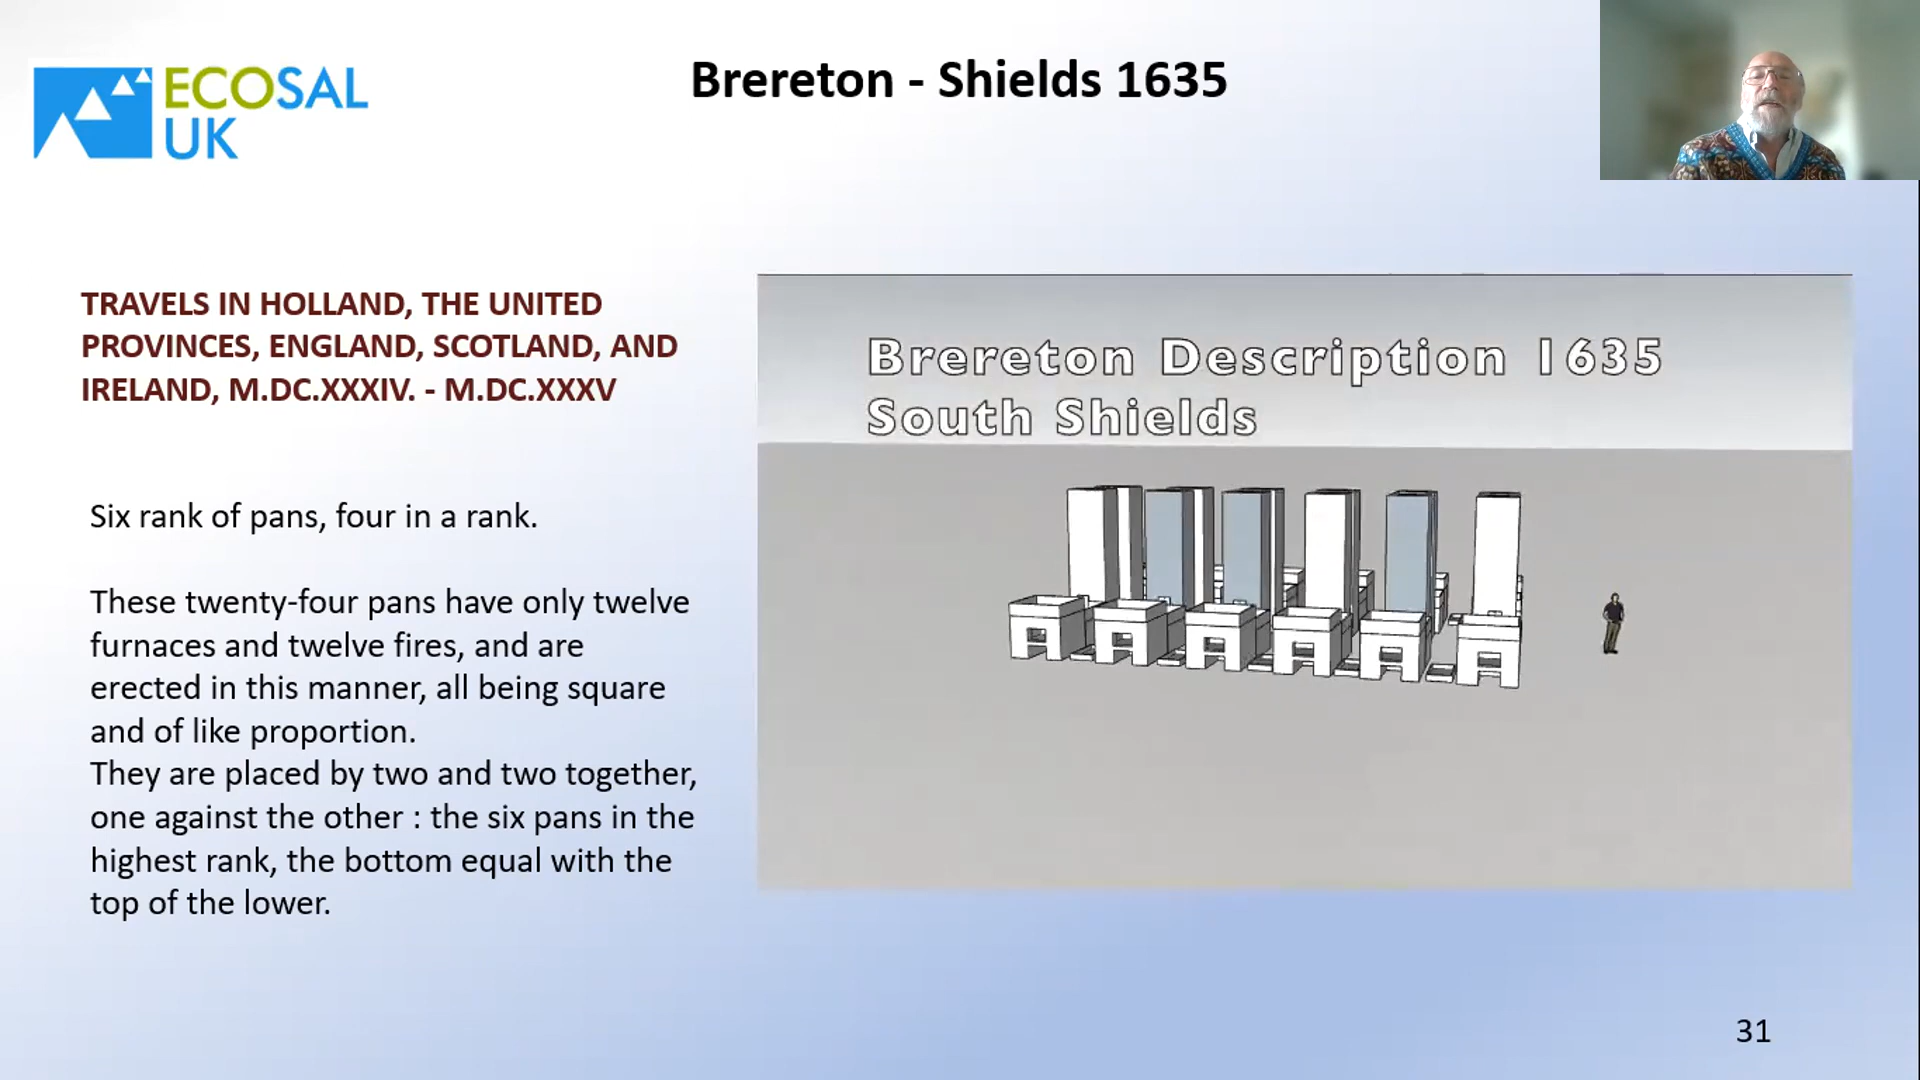 ECOSAL
UK
Brereton - Shields 1635
TRAVELS IN HOLLAND, THE UNITED
PROVINCES, ENGLAND, SCOTLAND, AND
IRELAND, M.DC.XXXIV. - M.DC.XXXV
Six rank of pans, four in a rank.
These twenty-four pans have only twelve
furnaces and twelve fires, and are
erected in this manner, all being square
and of like proportion.
They are placed by two and two together,
one against the other : the six pans in the
highest rank, the bottom equal with the
top of the lower.
Brereton Description 1635
South Shields
31